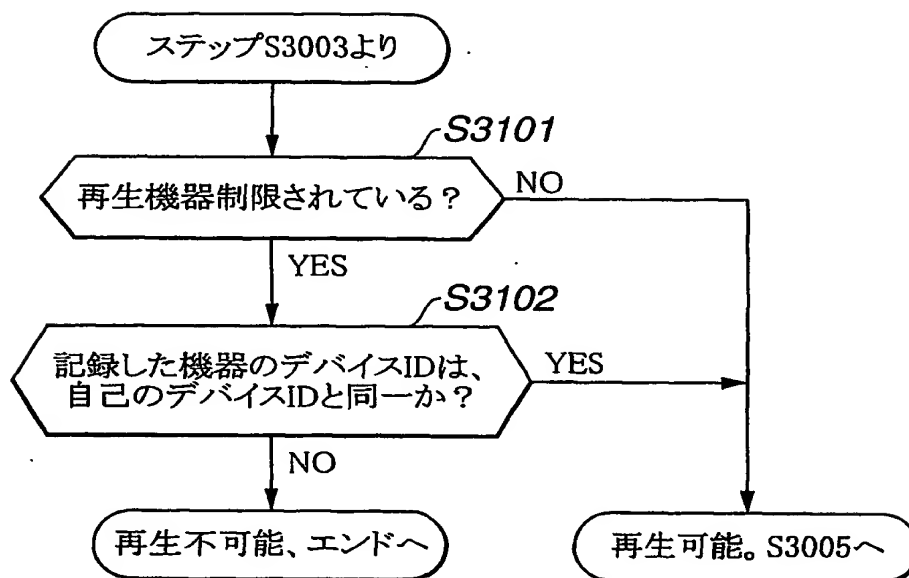 ステップS3003より
S3101
再生機器制限されている？
NO
YES
S3102
記録した機器のデバイスIDは、
自己のデバイスIDと同一か？
YES
NO
再生不可能、エンドへ
再生可能。S3005へ